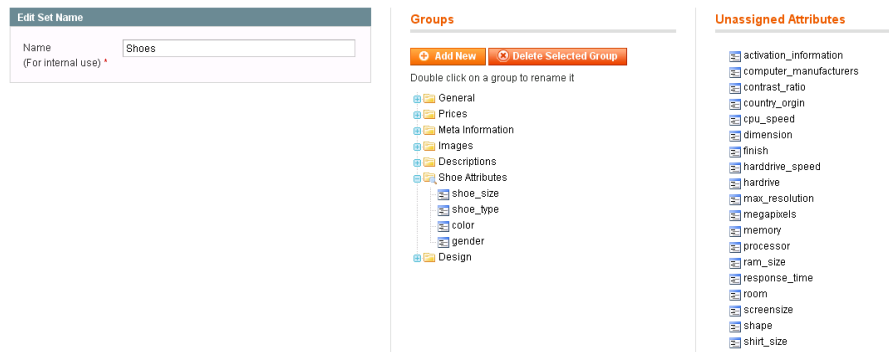 Edit Set Name
Name
(For internal use) *
Shoes
Groups
Add New
Delete Selected Group
Double click on a group to rename it
General
Prices
Meta Information
Images
Descriptions
Shoe Attributes
shoe_size
shoe_type
color
gender
Design
Unassigned Attributes
activation_information
computer_manufacturers
contrast_ratio
country_orgin
cpu_speed
dimension
finish
harddrive_speed
hardrive
max_resolution
megapixels
memory
processor
ram_size
response_time
room
screensize
shape
shirt_size